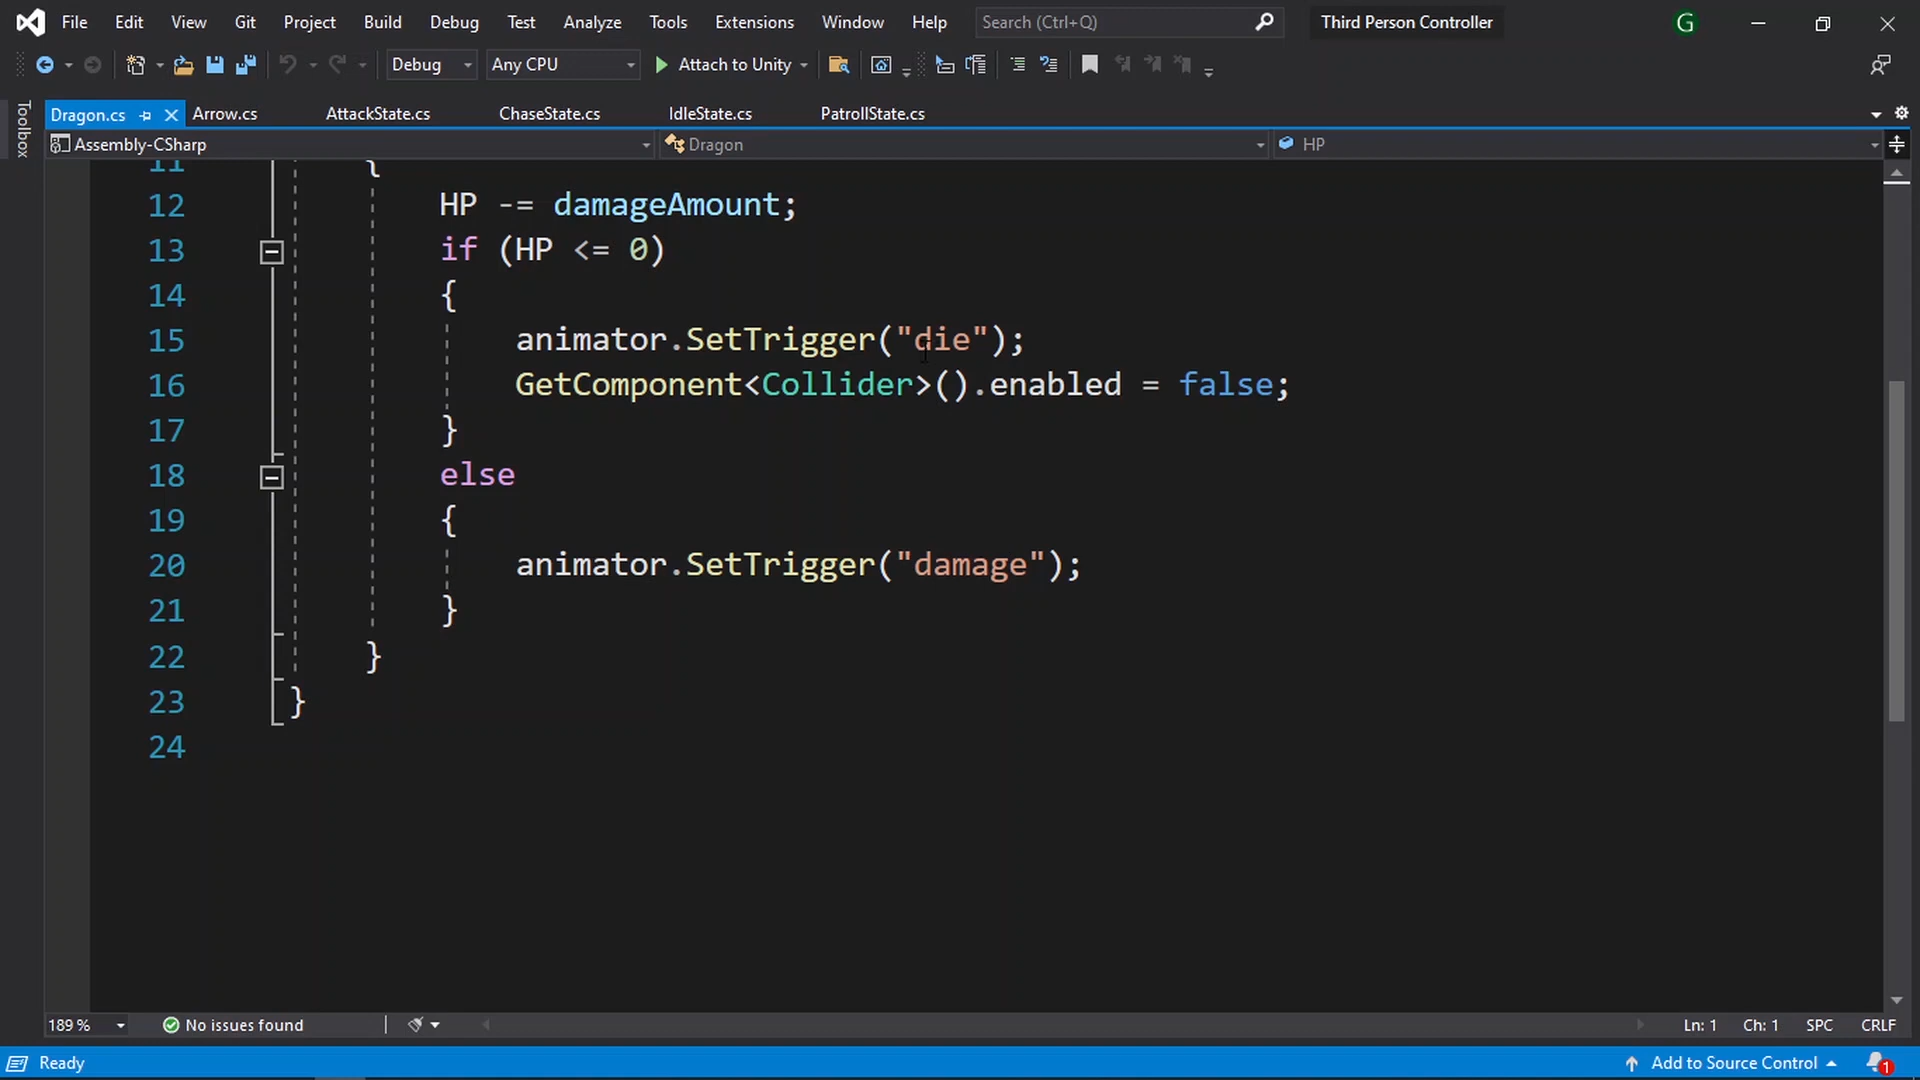 File Edit View Git Project Build Debug Test Analyze Tools Extensions Window Help Search (Ctrl+Q) Third Person Controller G
Debug Any CPU Attach to Unity
Toolbox
Dragon.cs Arrow.cs AttackState.cs ChaseState.cs IdleState.cs PatrollState.cs
Assembly-CSharp Dragon HP
11 {
12 HP -= damageAmount;
13 if (HP <= 0)
14 {
15 animator.SetTrigger("die");
16 GetComponent<Collider>().enabled = false;
17 }
18 else
19 {
20 animator.SetTrigger("damage");
21 }
22 }
23 }
24
189 % No issues found Ln: 1 Ch: 1 SPC CRLF
Ready Add to Source Control 1